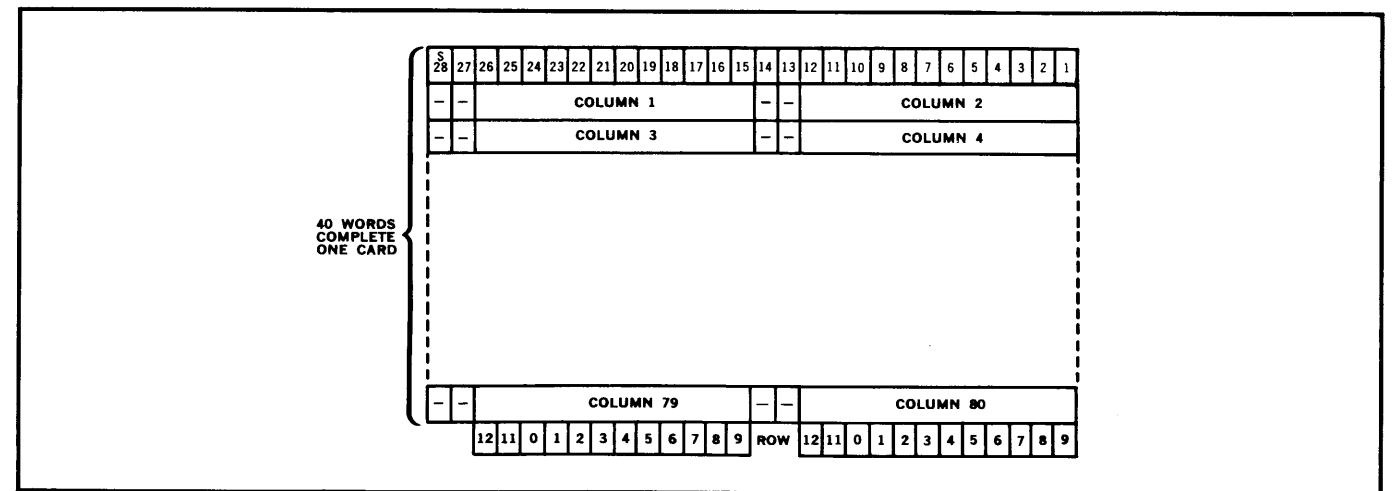 S
28 27 26 25 24 23 22 21 20 19 18 17 16 15 14 13 12 11 10 9 8 7 6 5 4 3 2 1
– – COLUMN 1 – – COLUMN 2
– – COLUMN 3 – – COLUMN 4
40 WORDS
COMPLETE
ONE CARD
– – COLUMN 79 – – COLUMN 80
12 11 0 1 2 3 4 5 6 7 8 9 ROW 12 11 0 1 2 3 4 5 6 7 8 9